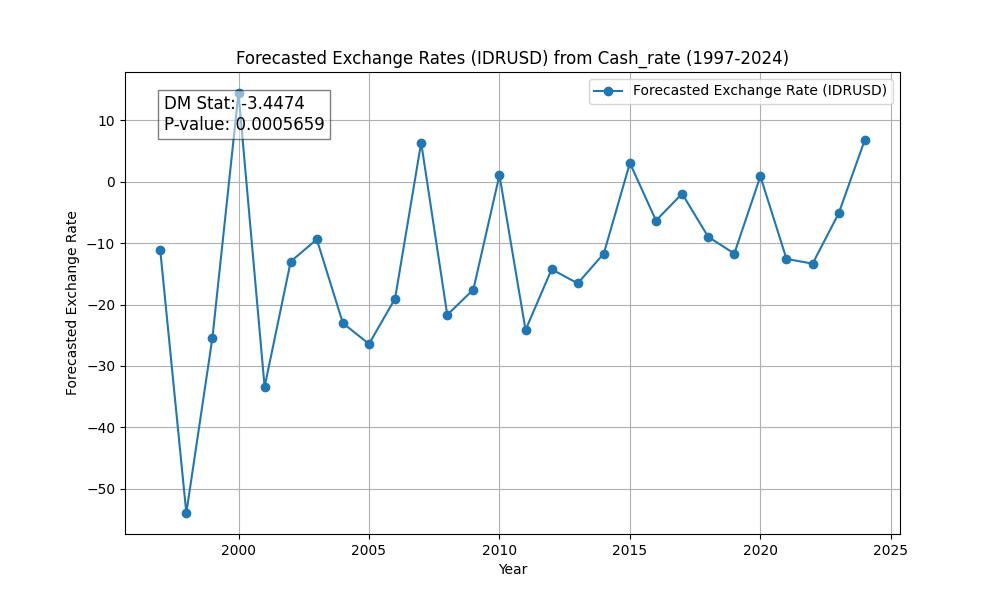 Forecasted Exchange Rates (IDRUSD) from Cash_rate (1997-2024)
DM Stat: -3.4474
P-value: 0.0005659
Forecasted Exchange Rate (IDRUSD)
Forecasted Exchange Rate
10
0
−10
−20
−30
−40
−50
2000
2005
2010
2015
2020
2025
Year